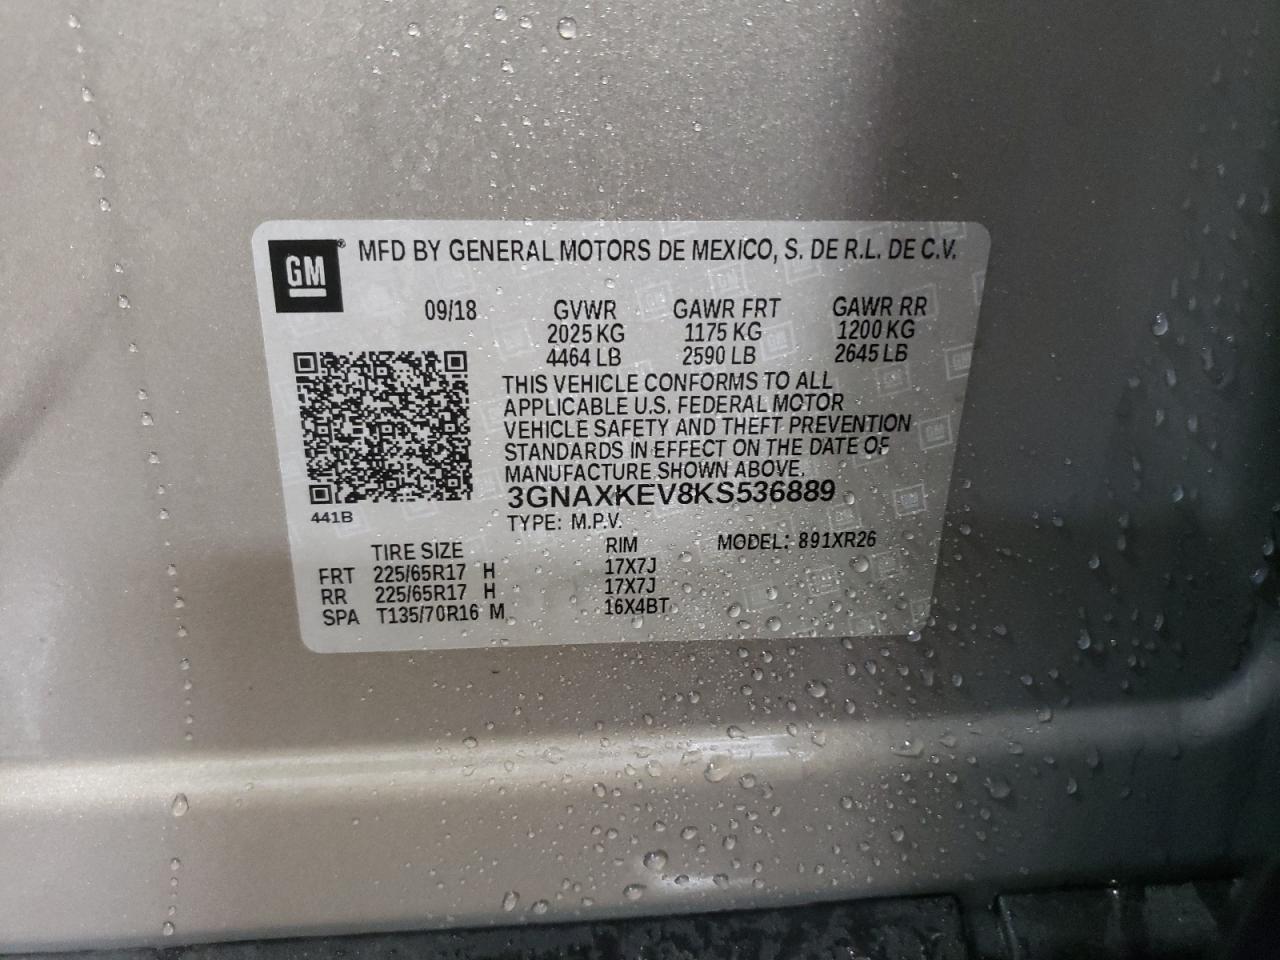 GM ® MFD BY GENERAL MOTORS DE MEXICO, S. DE R.L. DE C.V.
09/18 GVWR GAWR FRT GAWR RR
2025 KG 1175 KG 1200 KG
4464 LB 2590 LB 2645 LB
THIS VEHICLE CONFORMS TO ALL
APPLICABLE U.S. FEDERAL MOTOR
VEHICLE SAFETY AND THEFT PREVENTION
STANDARDS IN EFFECT ON THE DATE OF
MANUFACTURE SHOWN ABOVE.
3GNAXKEV8KS536889
441B
TYPE: M.P.V.
TIRE SIZE RIM MODEL: 891XR26
FRT 225/65R17 H 17X7J
RR 225/65R17 H 17X7J
SPA T135/70R16 M 16X4BT